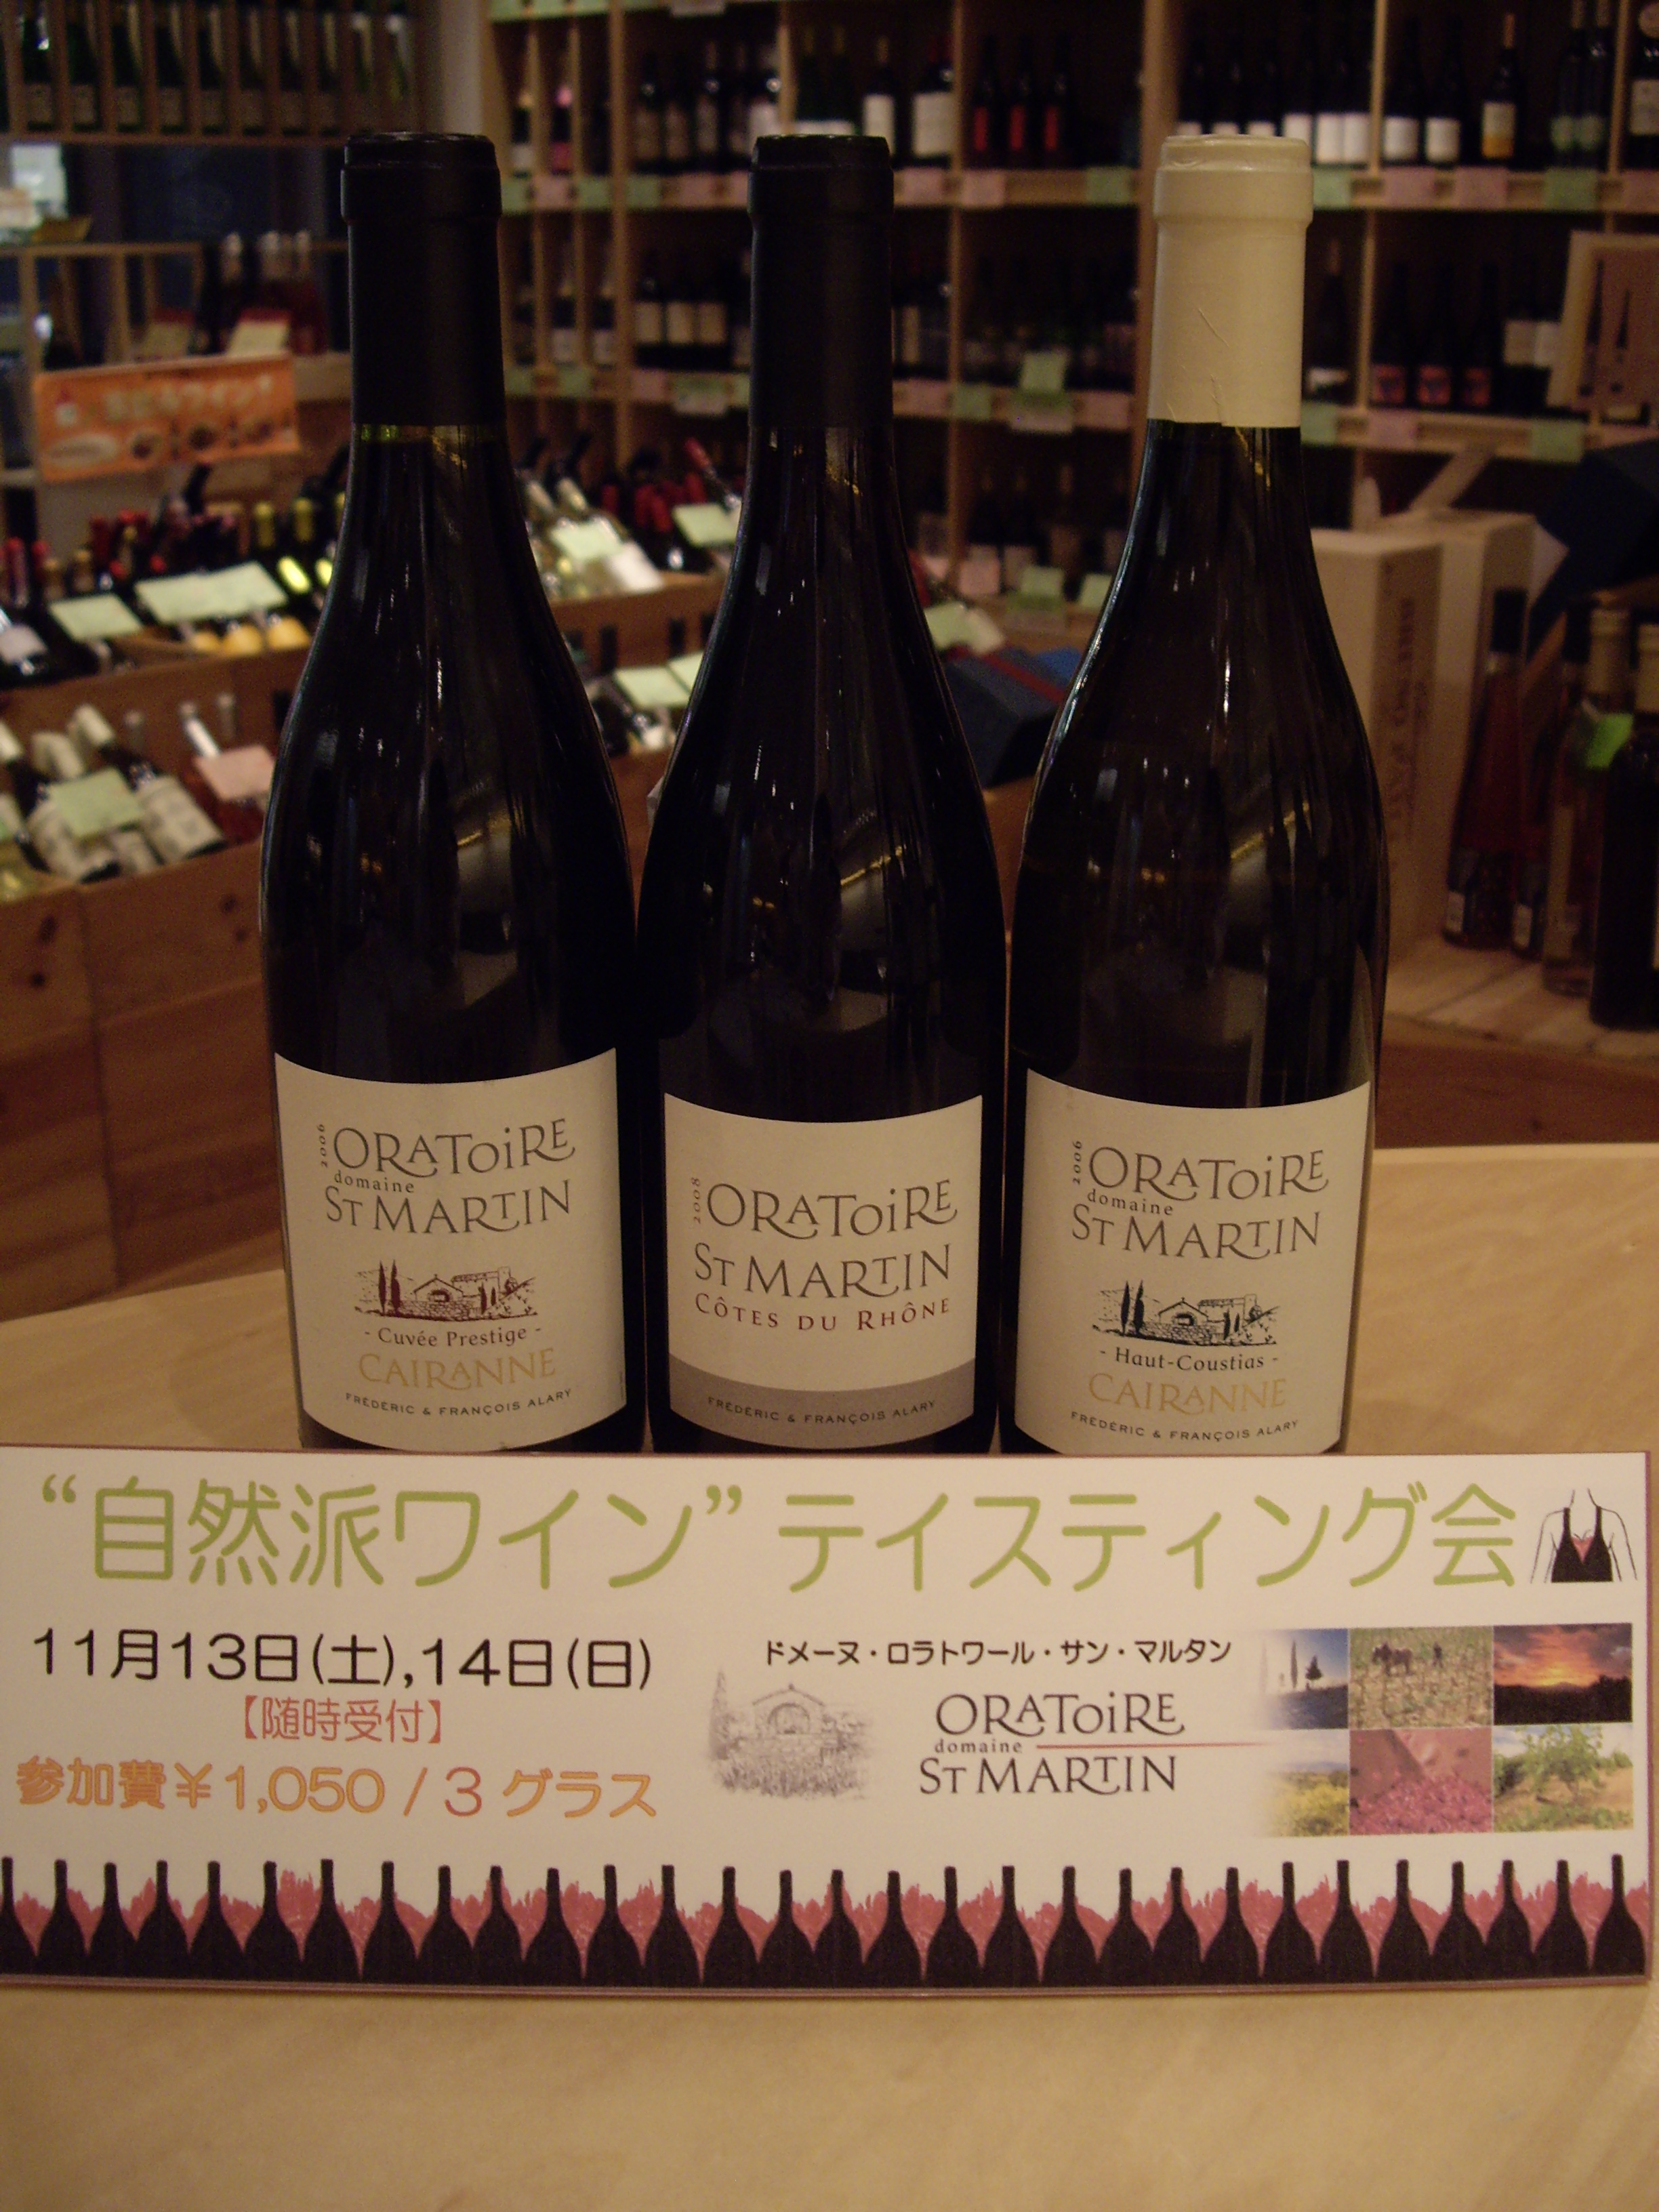 2006
ORATOiRE
domaine
ST MARTIN
- Cuvée Prestige -
CAIRANNE
FRÉDÉRIC & FRANÇOIS ALARY
2008
ORATOiRE
ST MARTIN
CÔTES DU RHÔNE
FRÉDÉRIC & FRANÇOIS ALARY
2006
ORATOiRE
domaine
ST MARTIN
- Haut-Coustias -
CAIRANNE
FRÉDÉRIC & FRANÇOIS ALARY
“自然派ワイン”テイスティング会
11月13日(土),14日(日)
【随時受付】
参加費￥1,050 / 3 グラス
ドメーヌ・ロラトワール・サン・マルタン
ORATOiRE
domaine
ST MARTIN